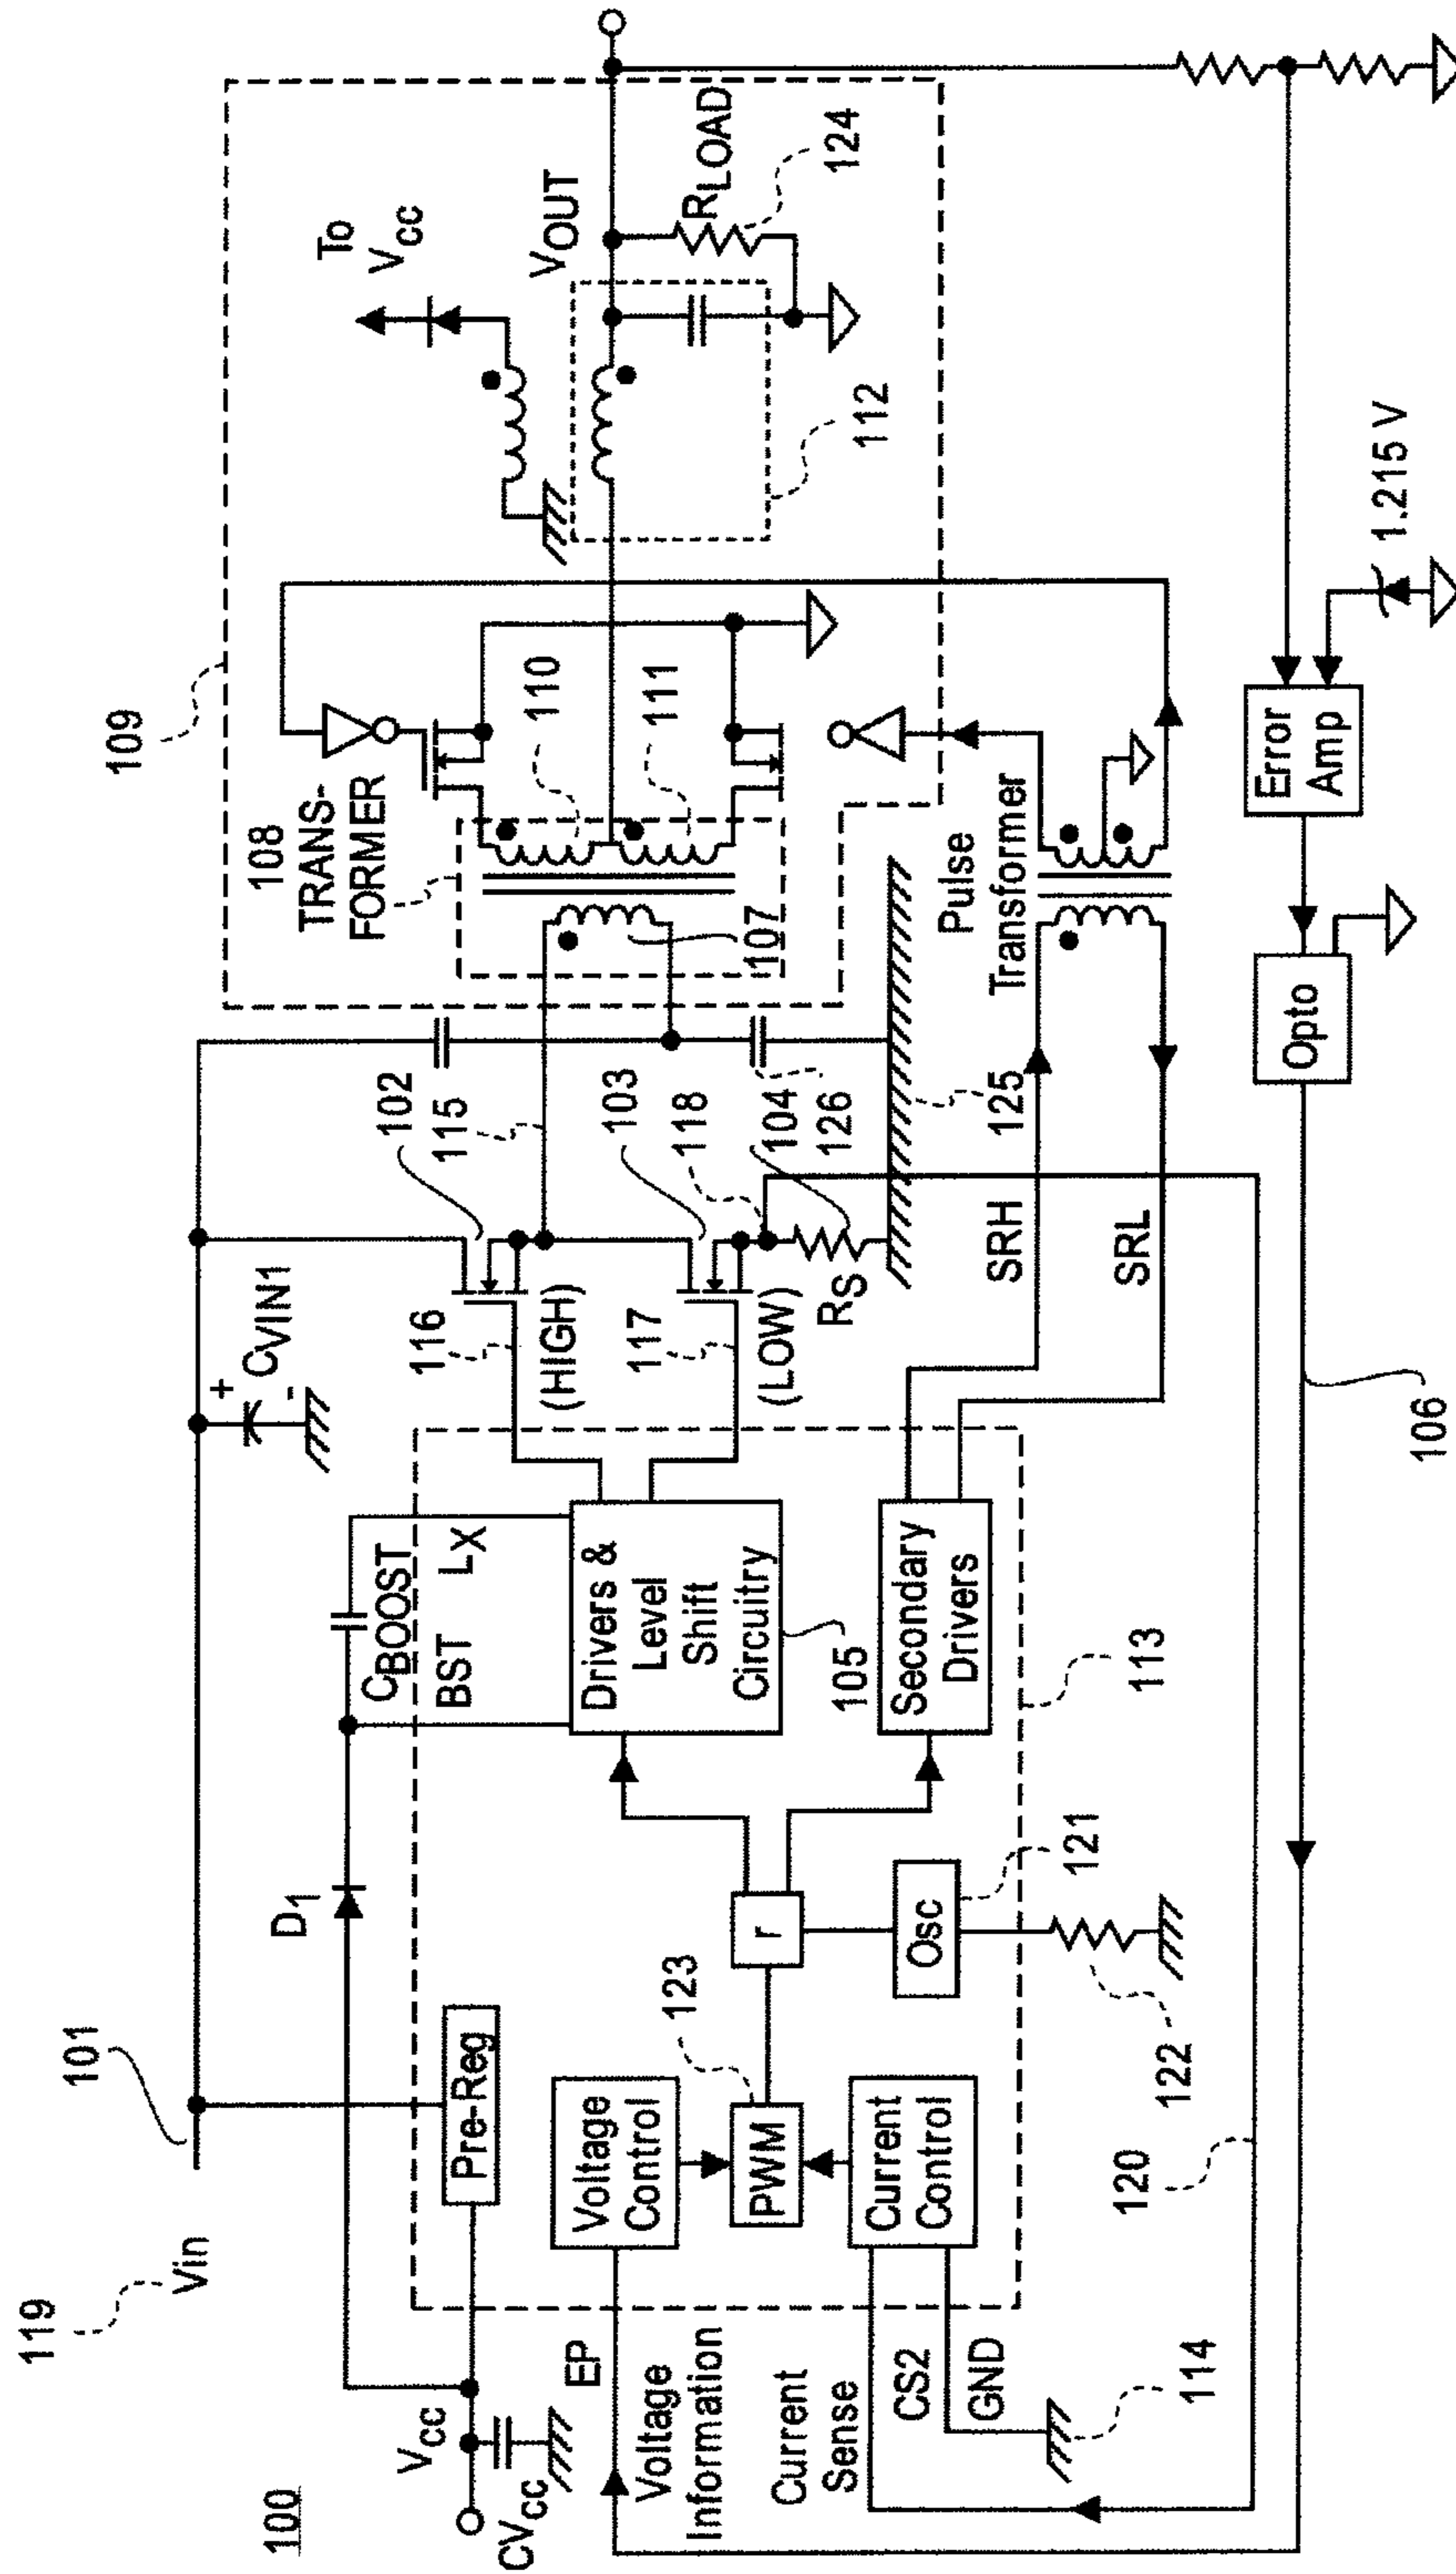 100
119
Vin
101
CVIN1
+
-
Vcc
CVcc
D1
CBOOST
BST
LX
Pre-Reg
EP
Voltage
Information
Current
Sense
CS2
GND
114
Voltage
Control
PWM
123
Current
Control
r
Osc
121
122
Drivers &
Level
Shift
Circuitry
105
Secondary
Drivers
113
116
(HIGH)
117
(LOW)
RS
102
115
103
118
104
126
125
SRH
SRL
109
108
TRANS-
FORMER
107
110
111
Pulse
Transformer
To
Vcc
VOUT
RLOAD
124
112
1.215 V
Error
Amp
Opto
106
120